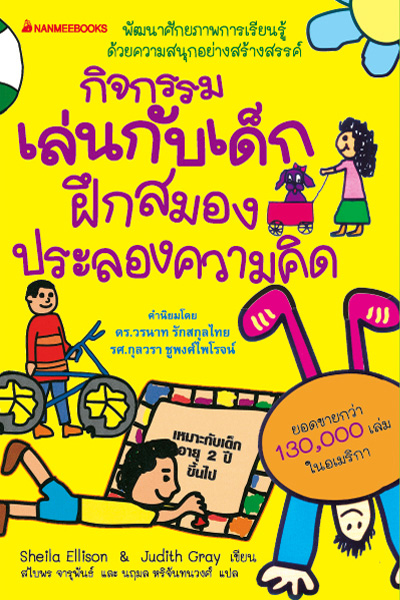 NANMEEBOOKS
พัฒนาศักยภาพการเรียนรู้
ด้วยความสนุกอย่างสร้างสรรค์
กิจกรรม
เล่นกับเด็ก
ฝึกสมอง
ประลองความคิด
คำนิยมโดย
ดร.วรนาท รักสกุลไทย
รศ.กุลวรา ชูพงศ์ไพโรจน์
ยอดขายกว่า
130,000 เล่ม
ในอเมริกา
เหมาะกับเด็ก
อายุ 2 ปี
ขึ้นไป
Sheila Ellison & Judith Gray เขียน
สไบพร จารุพันธ์ และ นฤมล หริจันทนวงศ์ แปล